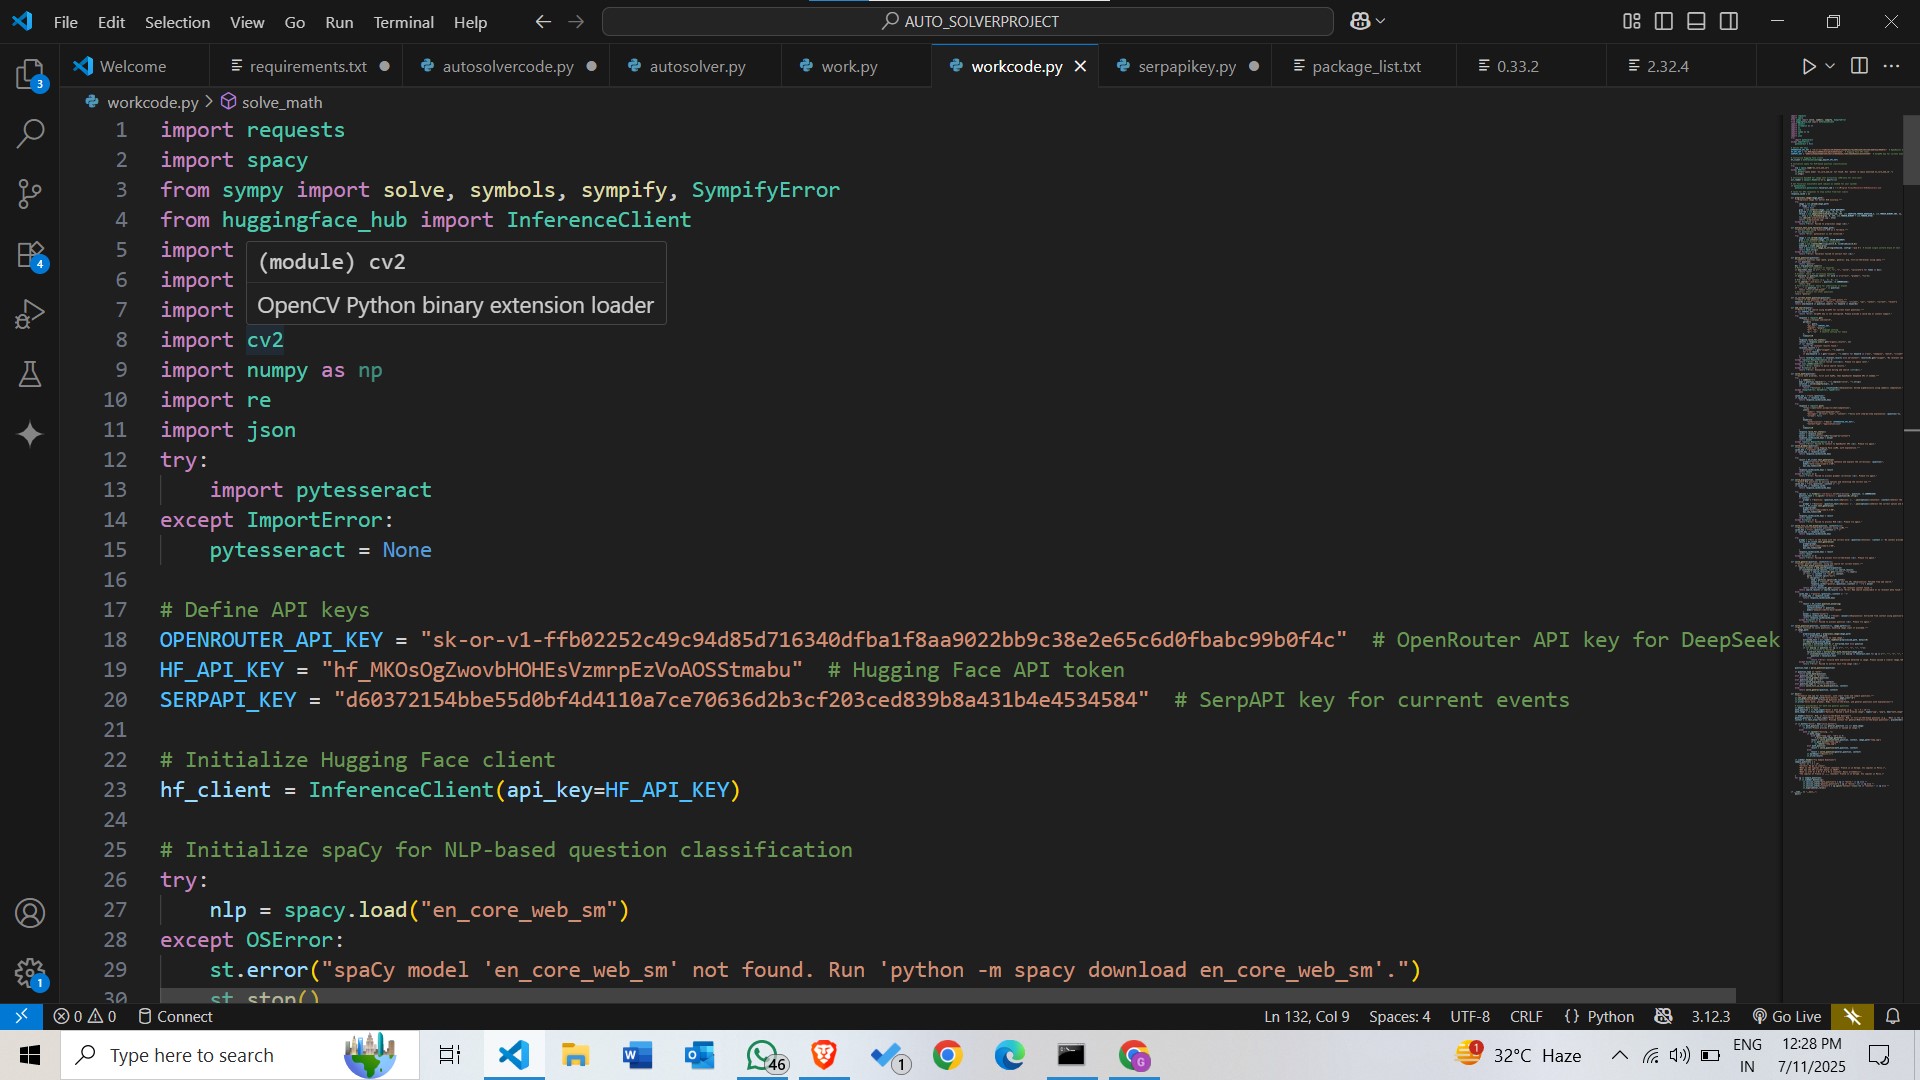 File Edit Selection View Go Run Terminal Help
AUTO_SOLVERPROJECT
Welcome requirements.txt autosolvercode.py autosolver.py work.py workcode.py serpapikey.py package_list.txt 0.33.2 2.32.4
workcode.py > solve_math
1 import requests
2 import spacy
3 from sympy import solve, symbols, sympify, SympifyError
4 from huggingface_hub import InferenceClient
5 import
6 import
7 import
(module) cv2
OpenCV Python binary extension loader
8 import cv2
9 import numpy as np
10 import re
11 import json
12 try:
13 import pytesseract
14 except ImportError:
15 pytesseract = None
16
17 # Define API keys
18 OPENROUTER_API_KEY = "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" # OpenRouter API key for DeepSeek
19 HF_API_KEY = "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" # Hugging Face API token
20 SERPAPI_KEY = "d60372154bbe55d0bf4d4110a7ce70636d2b3cf203ced839b8a431b4e4534584" # SerpAPI key for current events
21
22 # Initialize Hugging Face client
23 hf_client = InferenceClient(api_key=HF_API_KEY)
24
25 # Initialize spaCy for NLP-based question classification
26 try:
27 nlp = spacy.load("en_core_web_sm")
28 except OSError:
29 st.error("spaCy model 'en_core_web_sm' not found. Run 'python -m spacy download en_core_web_sm'.")
30 st.stop()
3
4
1
0 0 Connect
Ln 132, Col 9 Spaces: 4 UTF-8 CRLF {} Python 3.12.3 Go Live
Type here to search
46
1
1
32°C Haze
ENG
IN
12:28 PM
7/11/2025